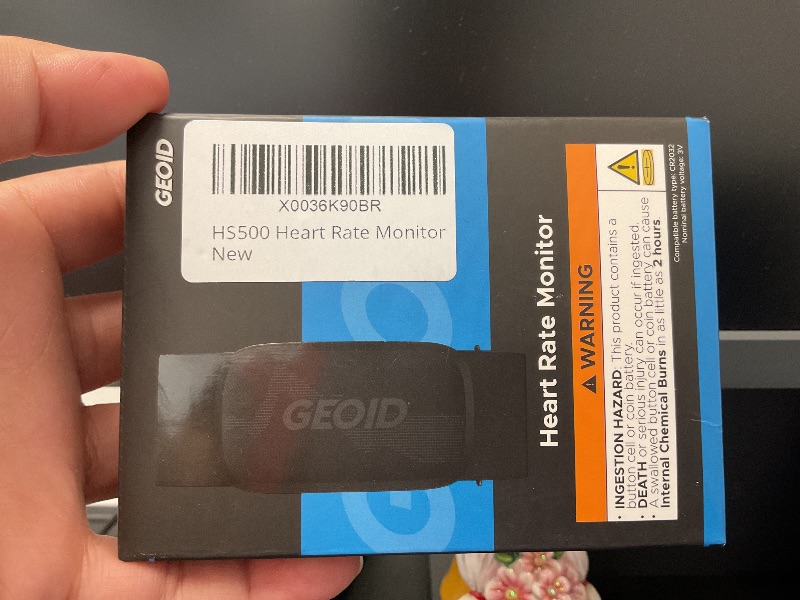 GEOID
X0036K90BR
HS500 Heart Rate Monitor
New
GEOID
Heart Rate Monitor
WARNING
• INGESTION HAZARD: This product contains a
button cell or coin battery.
• DEATH or serious injury can occur if ingested.
• A swallowed button cell or coin battery can cause
Internal Chemical Burns in as little as 2 hours.
Compatible battery type: CR2032
Nominal battery voltage: 3V